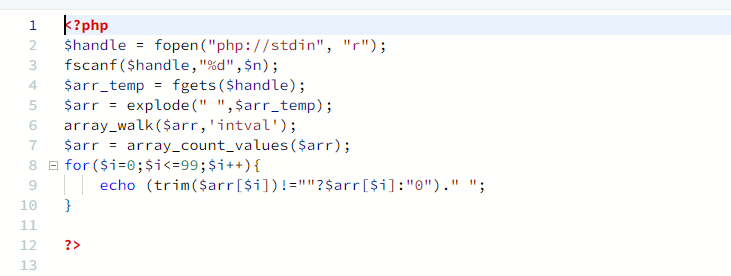 1 <?php
2 $handle = fopen("php://stdin", "r");
3 fscanf($handle,"%d",$n);
4 $arr_temp = fgets($handle);
5 $arr = explode(" ",$arr_temp);
6 array_walk($arr,'intval');
7 $arr = array_count_values($arr);
8 for($i=0;$i<=99;$i++){
9     echo (trim($arr[$i])!=""?$arr[$i]:"0")." ";
10 }
11
12 ?>
13